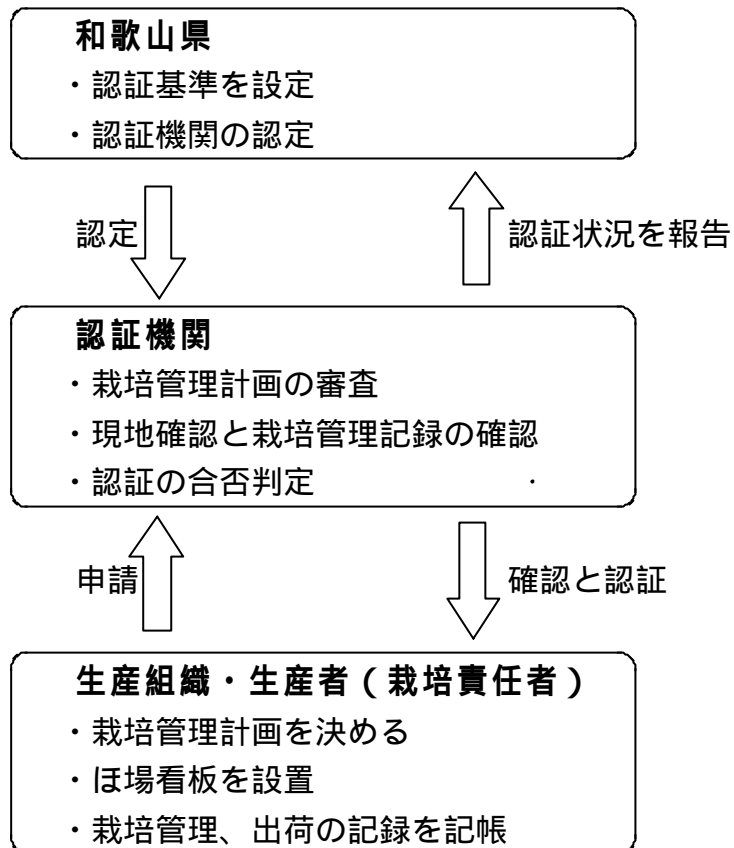 和歌山県
・認証基準を設定
・認証機関の認定
認定
認証状況を報告
認証機関
・栽培管理計画の審査
・現地確認と栽培管理記録の確認
・認証の合否判定
申請
確認と認証
生産組織・生産者（栽培責任者）
・栽培管理計画を決める
・ほ場看板を設置
・栽培管理、出荷の記録を記帳